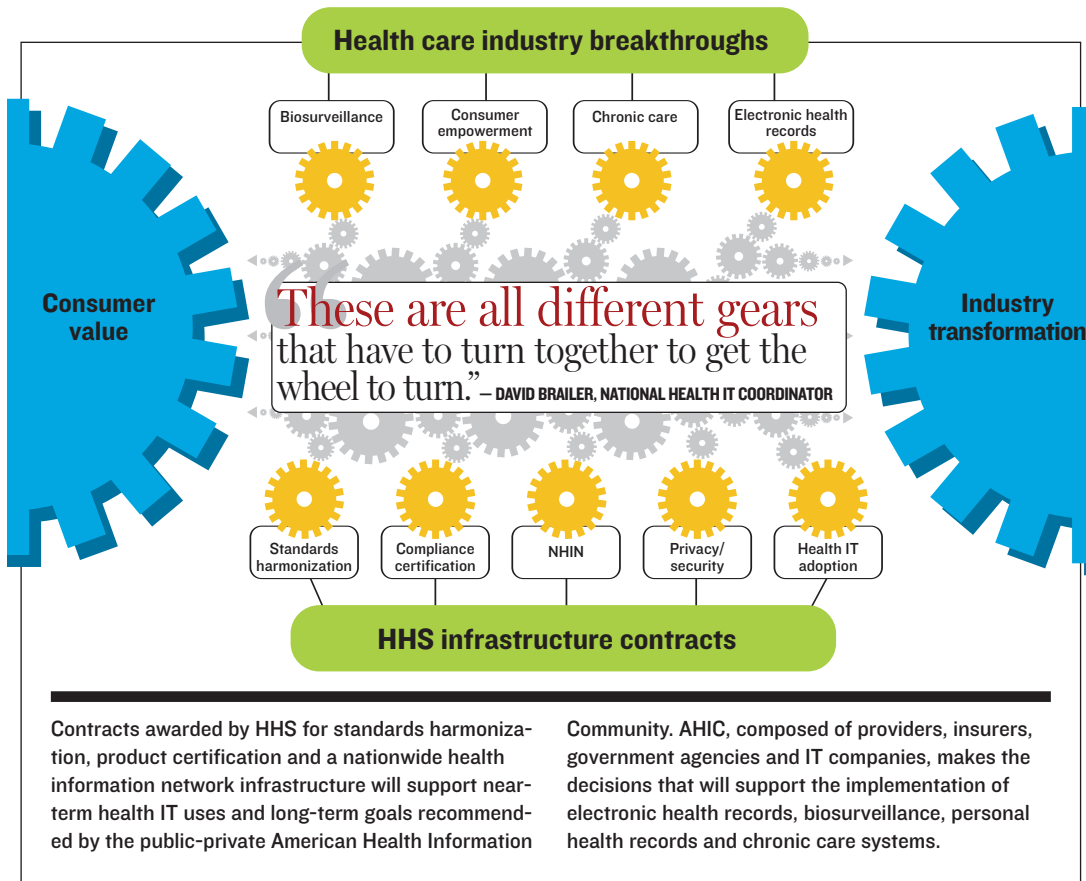 Health care industry breakthroughs
Biosurveillance
Consumer
empowerment
Chronic care
Electronic health
records
Consumer
value
“These are all different gears
that have to turn together to get the
wheel to turn.” – DAVID BRAILER, NATIONAL HEALTH IT COORDINATOR
Industry
transformation
Standards
harmonization
Compliance
certification
NHIN
Privacy/
security
Health IT
adoption
HHS infrastructure contracts
Contracts awarded by HHS for standards harmoniza-
tion, product certification and a nationwide health
information network infrastructure will support near-
term health IT uses and long-term goals recommend-
ed by the public-private American Health Information
Community. AHIC, composed of providers, insurers,
government agencies and IT companies, makes the
decisions that will support the implementation of
electronic health records, biosurveillance, personal
health records and chronic care systems.